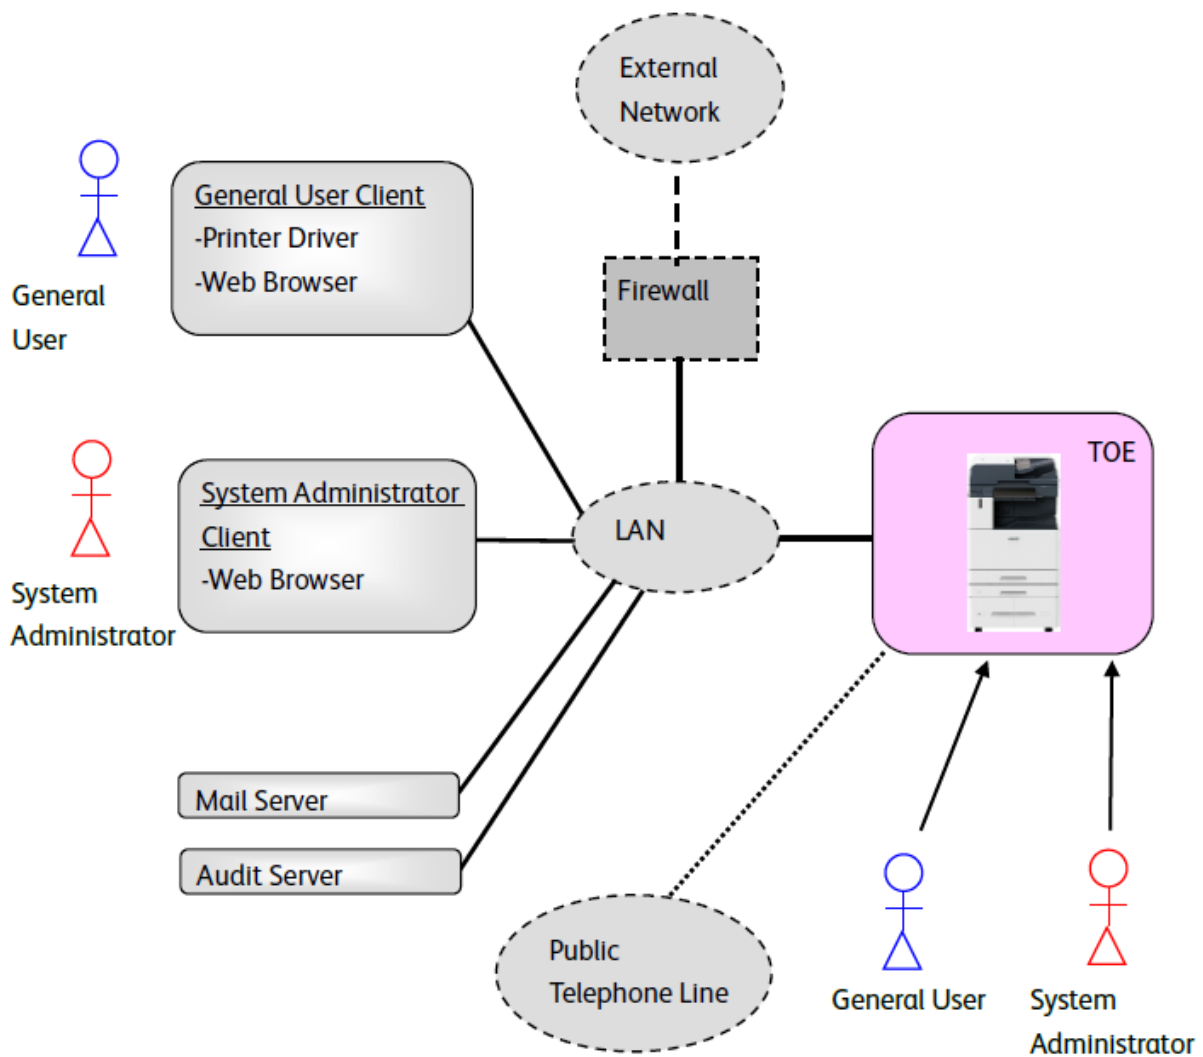 External
Network
General User Client
-Printer Driver
-Web Browser
Firewall
General
User
TOE
System Administrator
Client
-Web Browser
LAN
System
Administrator
Mail Server
Audit Server
Public
Telephone Line
General User
System
Administrator